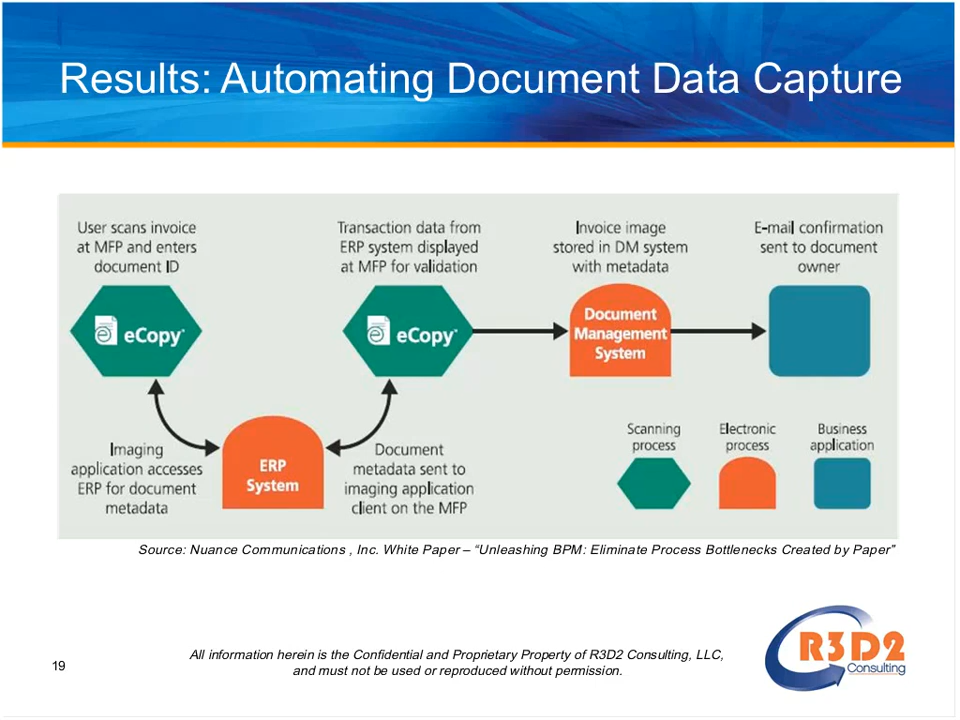 Results: Automating Document Data Capture
User scans invoice
at MFP and enters
document ID
Transaction data from
ERP system displayed
at MFP for validation
Invoice image
stored in DM system
with metadata
E-mail confirmation
sent to document
owner
eCopy™
eCopy™
Document
Management
System
Imaging
application accesses
ERP for document
metadata
ERP
System
Document
metadata sent to
imaging application
client on the MFP
Scanning
process
Electronic
process
Business
application
Source: Nuance Communications , Inc. White Paper – “Unleashing BPM: Eliminate Process Bottlenecks Created by Paper”
19
All information herein is the Confidential and Proprietary Property of R3D2 Consulting, LLC,
and must not be used or reproduced without permission.
R3D2
Consulting